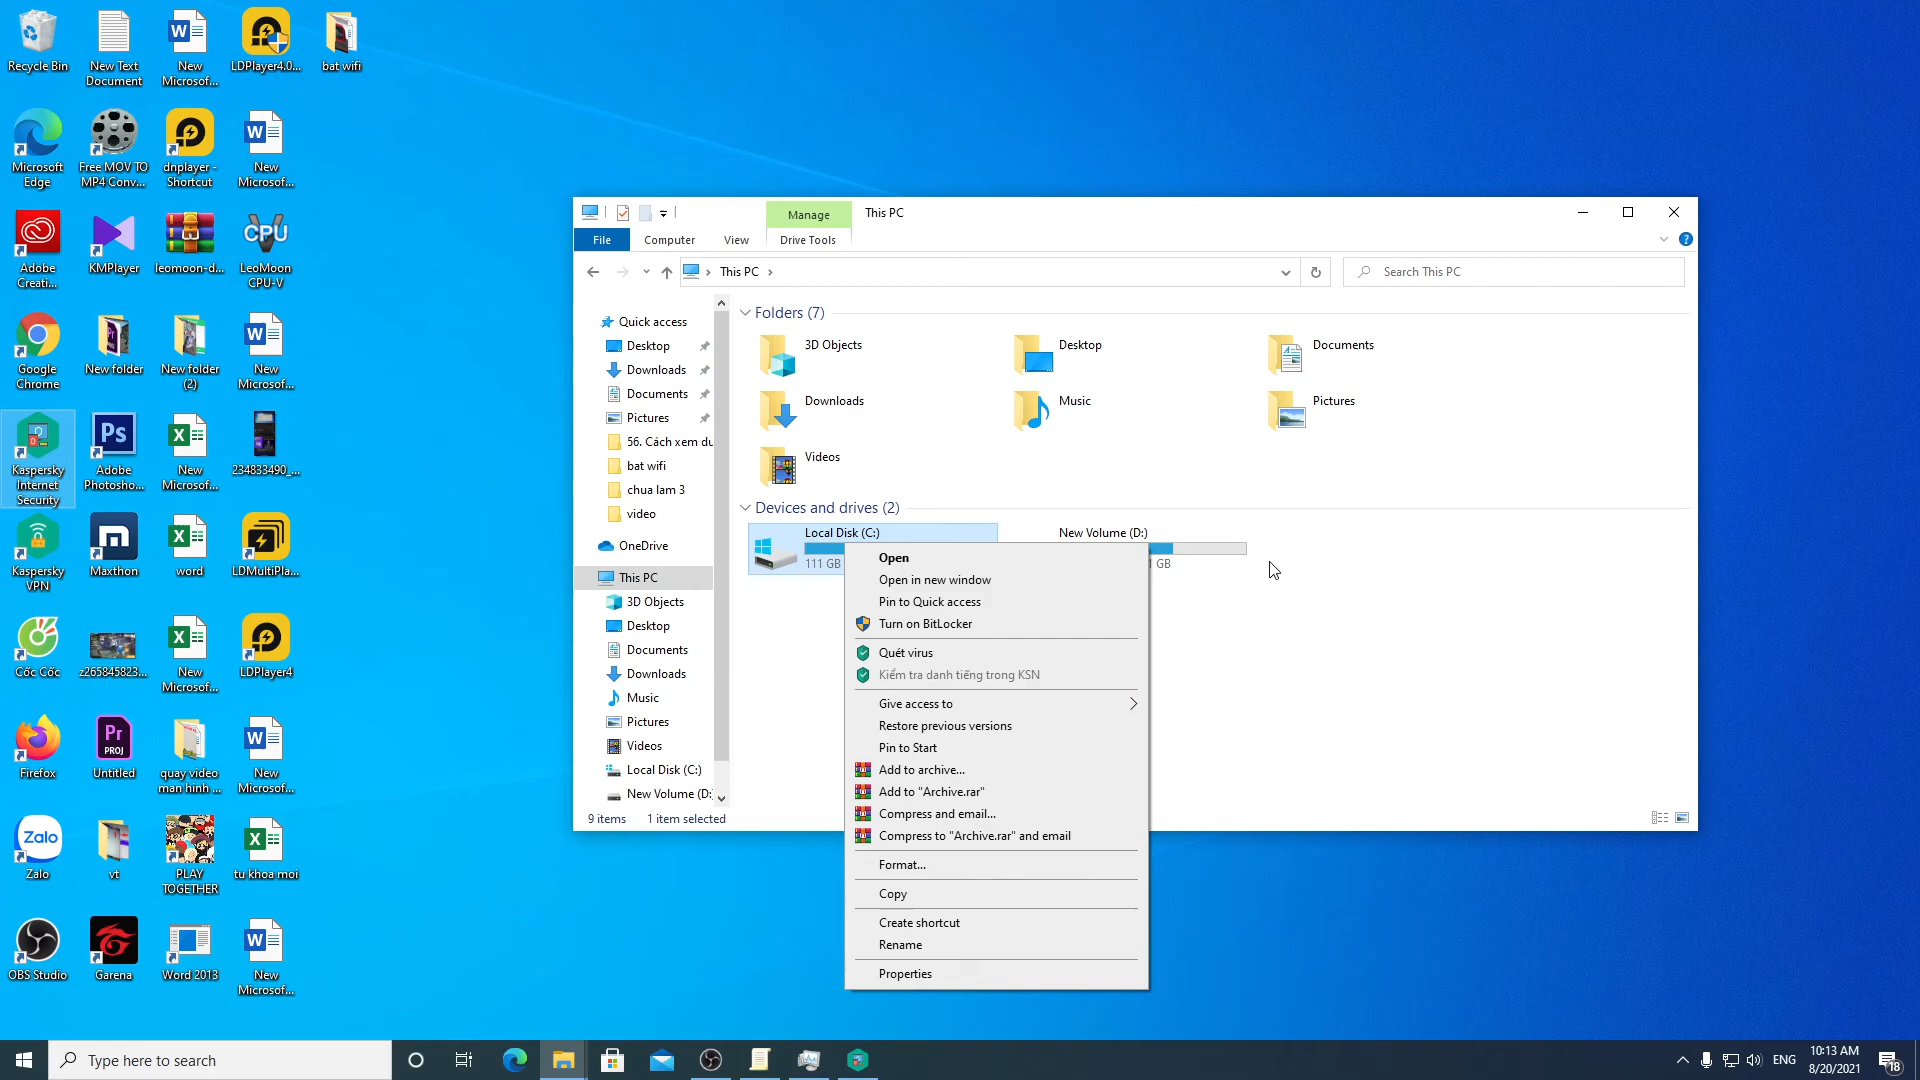 Recycle Bin
New Text
Document
New
Microsof...
LDPlayer4.0...
bat wifi
Microsoft
Edge
Free MOV TO
MP4 Conv...
dnplayer -
Shortcut
New
Microsof...
Adobe
Creati...
KMPlayer
leomoon-d...
CPU
LeoMoon
CPU-V
Google
Chrome
New folder
New folder
(2)
New
Microsof...
Kaspersky
Internet
Security
Ps
Adobe
Photosho...
New
Microsof...
234833490_...
Kaspersky
VPN
Maxthon
word
LDMultiPla...
Cốc Cốc
z265845823...
New
Microsof...
LDPlayer4
Firefox
Pr
PROJ
Untitled
quay video
man hinh ...
New
Microsof...
Zalo
Zalo
vt
PLAY
TOGETHER
tu khoa moi
OBS Studio
Garena
Word 2013
New
Microsof...
Manage
This PC
File
Computer
View
Drive Tools
This PC
Search This PC
Quick access
Desktop
Downloads
Documents
Pictures
56. Cách xem du
bat wifi
chua lam 3
video
OneDrive
This PC
3D Objects
Desktop
Documents
Downloads
Music
Pictures
Videos
Local Disk (C:)
New Volume (D:
Folders (7)
3D Objects
Desktop
Documents
Downloads
Music
Pictures
Videos
Devices and drives (2)
Local Disk (C:)
111 GB
New Volume (D:)
GB
Open
Open in new window
Pin to Quick access
Turn on BitLocker
Quét virus
Kiểm tra danh tiếng trong KSN
Give access to
Restore previous versions
Pin to Start
Add to archive...
Add to "Archive.rar"
Compress and email...
Compress to "Archive.rar" and email
Format...
Copy
Create shortcut
Rename
Properties
9 items
1 item selected
Type here to search
ENG
10:13 AM
8/20/2021
18